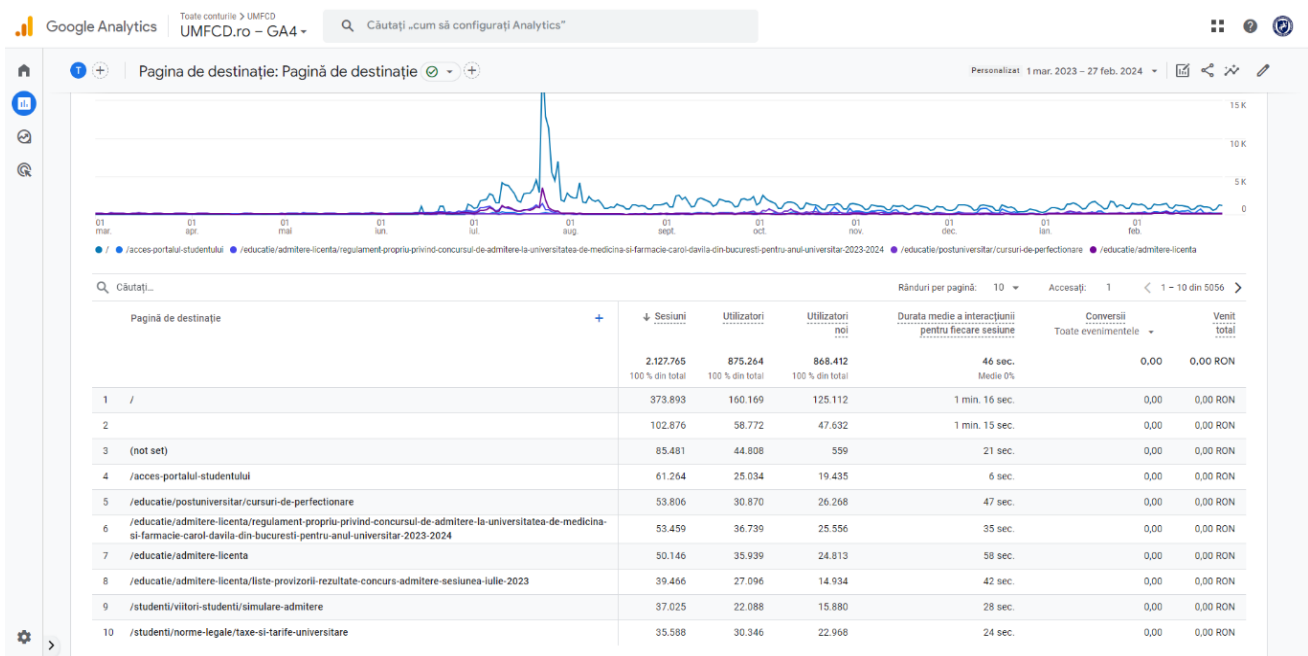 Google Analytics
Toate conturile > UMFCD
UMFCD.ro – GA4
Căutați „cum să configurați Analytics”
T
Pagina de destinație: Pagină de destinație
Personalizat 1 mar. 2023 – 27 feb. 2024
15 K
10 K
5 K
0
01 mar. 01 apr. 01 mai 01 iun. 01 iul. 01 aug. 01 sept. 01 oct. 01 nov. 01 dec. 01 ian. 01 feb.
/ /acces-portalul-studentului /educatie/admitere-licenta/regulament-propriu-privind-concursul-de-admitere-la-universitatea-de-medicina-si-farmacie-carol-davila-din-bucuresti-pentru-anul-universitar-2023-2024 /educatie/postuniversitar/cursuri-de-perfectionare /educatie/admitere-licenta
Căutați...
Rânduri per pagină: 10 Accesați: 1 < 1 – 10 din 5056 >
Pagină de destinație + ↓ Sesiuni Utilizatori Utilizatori noi Durata medie a interacțiunii pentru fiecare sesiune Conversii Toate evenimentele Venit total
2.127.765 875.264 868.412 46 sec. 0,00 0,00 RON
100 % din total 100 % din total 100 % din total Medie 0%
1 / 373.893 160.169 125.112 1 min. 16 sec. 0,00 0,00 RON
2 102.876 58.772 47.632 1 min. 15 sec. 0,00 0,00 RON
3 (not set) 85.481 44.808 559 21 sec. 0,00 0,00 RON
4 /acces-portalul-studentului 61.264 25.034 19.435 6 sec. 0,00 0,00 RON
5 /educatie/postuniversitar/cursuri-de-perfectionare 53.806 30.870 26.268 47 sec. 0,00 0,00 RON
6 /educatie/admitere-licenta/regulament-propriu-privind-concursul-de-admitere-la-universitatea-de-medicina-
si-farmacie-carol-davila-din-bucuresti-pentru-anul-universitar-2023-2024 53.459 36.739 25.556 35 sec. 0,00 0,00 RON
7 /educatie/admitere-licenta 50.146 35.939 24.813 58 sec. 0,00 0,00 RON
8 /educatie/admitere-licenta/liste-provizorii-rezultate-concurs-admitere-sesiunea-iulie-2023 39.466 27.096 14.934 42 sec. 0,00 0,00 RON
9 /studenti/viitori-studenti/simulare-admitere 37.025 22.088 15.880 28 sec. 0,00 0,00 RON
10 /studenti/norme-legale/taxe-si-tarife-universitare 35.588 30.346 22.968 24 sec. 0,00 0,00 RON